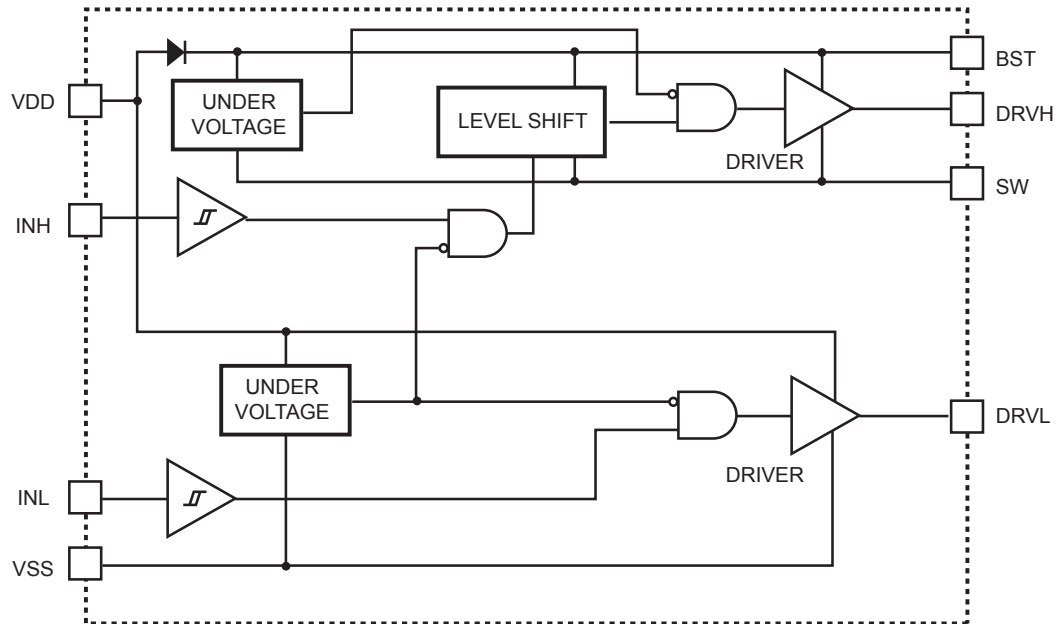 BST
VDD
UNDER
VOLTAGE
LEVEL SHIFT
DRVH
DRIVER
SW
INH
UNDER
VOLTAGE
DRVL
DRIVER
INL
VSS